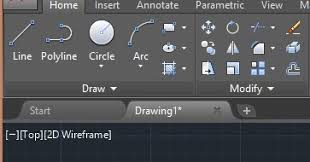 Home Insert Annotate Parametric View
Line Polyline Circle Arc
Draw Modify
Start Drawing1*
[−][Top][2D Wireframe]